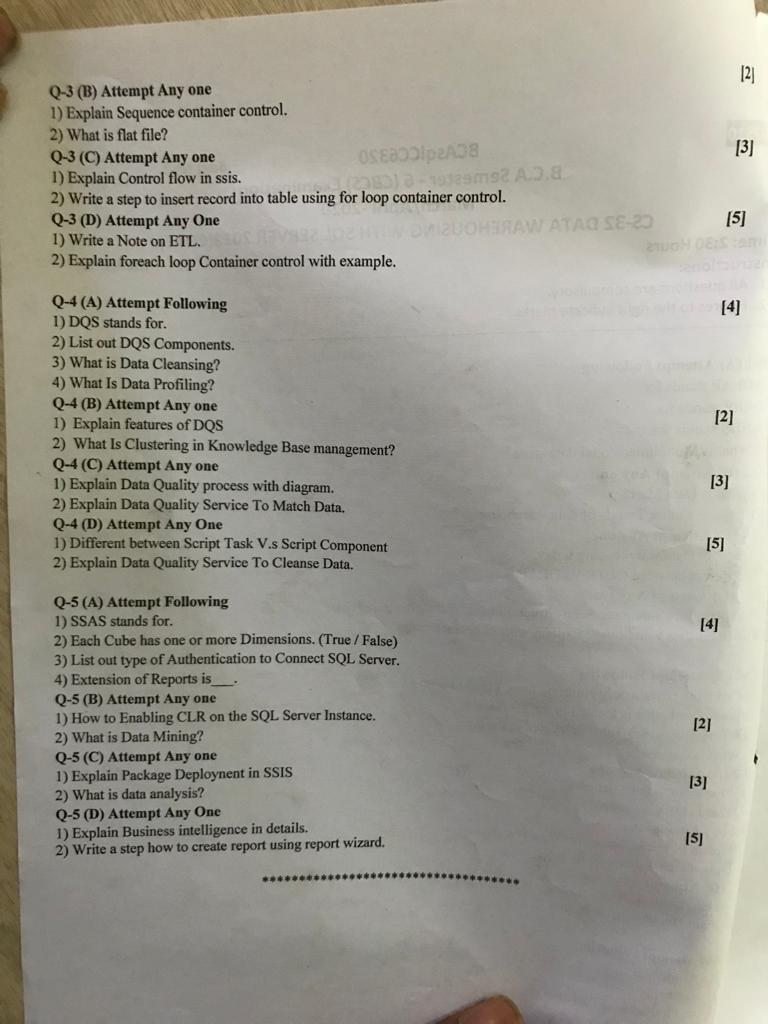 [2]
Q-3 (B) Attempt Any one
1) Explain Sequence container control.
2) What is flat file?
Q-3 (C) Attempt Any one [3]
1) Explain Control flow in ssis.
2) Write a step to insert record into table using for loop container control.
Q-3 (D) Attempt Any One [5]
1) Write a Note on ETL.
2) Explain foreach loop Container control with example.
Q-4 (A) Attempt Following [4]
1) DQS stands for.
2) List out DQS Components.
3) What is Data Cleansing?
4) What Is Data Profiling?
Q-4 (B) Attempt Any one [2]
1) Explain features of DQS
2) What Is Clustering in Knowledge Base management?
Q-4 (C) Attempt Any one [3]
1) Explain Data Quality process with diagram.
2) Explain Data Quality Service To Match Data.
Q-4 (D) Attempt Any One [5]
1) Different between Script Task V.s Script Component
2) Explain Data Quality Service To Cleanse Data.
Q-5 (A) Attempt Following [4]
1) SSAS stands for.
2) Each Cube has one or more Dimensions. (True / False)
3) List out type of Authentication to Connect SQL Server.
4) Extension of Reports is___.
Q-5 (B) Attempt Any one [2]
1) How to Enabling CLR on the SQL Server Instance.
2) What is Data Mining?
Q-5 (C) Attempt Any one [3]
1) Explain Package Deploynent in SSIS
2) What is data analysis?
Q-5 (D) Attempt Any One [5]
1) Explain Business intelligence in details.
2) Write a step how to create report using report wizard.
***********************************